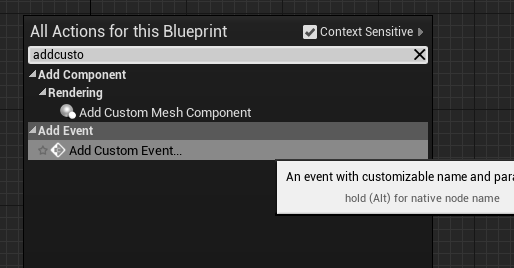 All Actions for this Blueprint
Context Sensitive
addcusto
Add Component
Rendering
Add Custom Mesh Component
Add Event
Add Custom Event...
An event with customizable name and
hold (Alt) for native node name